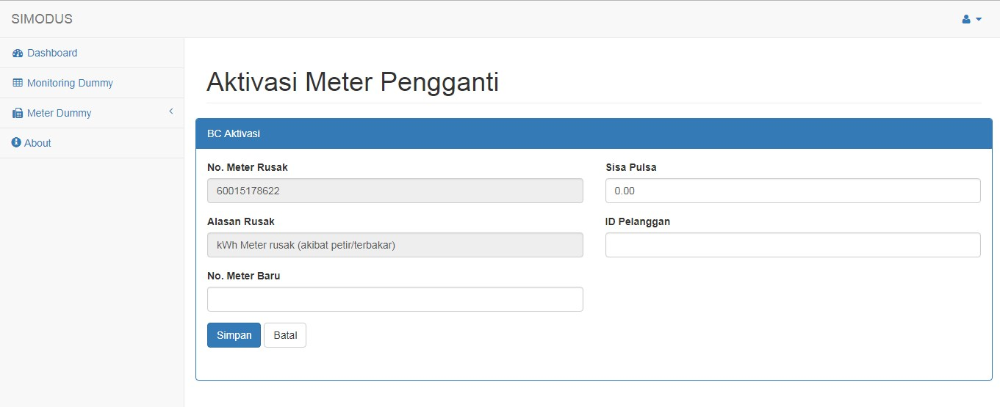 SIMODUS
Dashboard
Monitoring Dummy
Meter Dummy
About
Aktivasi Meter Pengganti
BC Aktivasi
No. Meter Rusak
60015178622
Sisa Pulsa
0.00
Alasan Rusak
kWh Meter rusak (akibat petir/terbakar)
ID Pelanggan
No. Meter Baru
Simpan
Batal